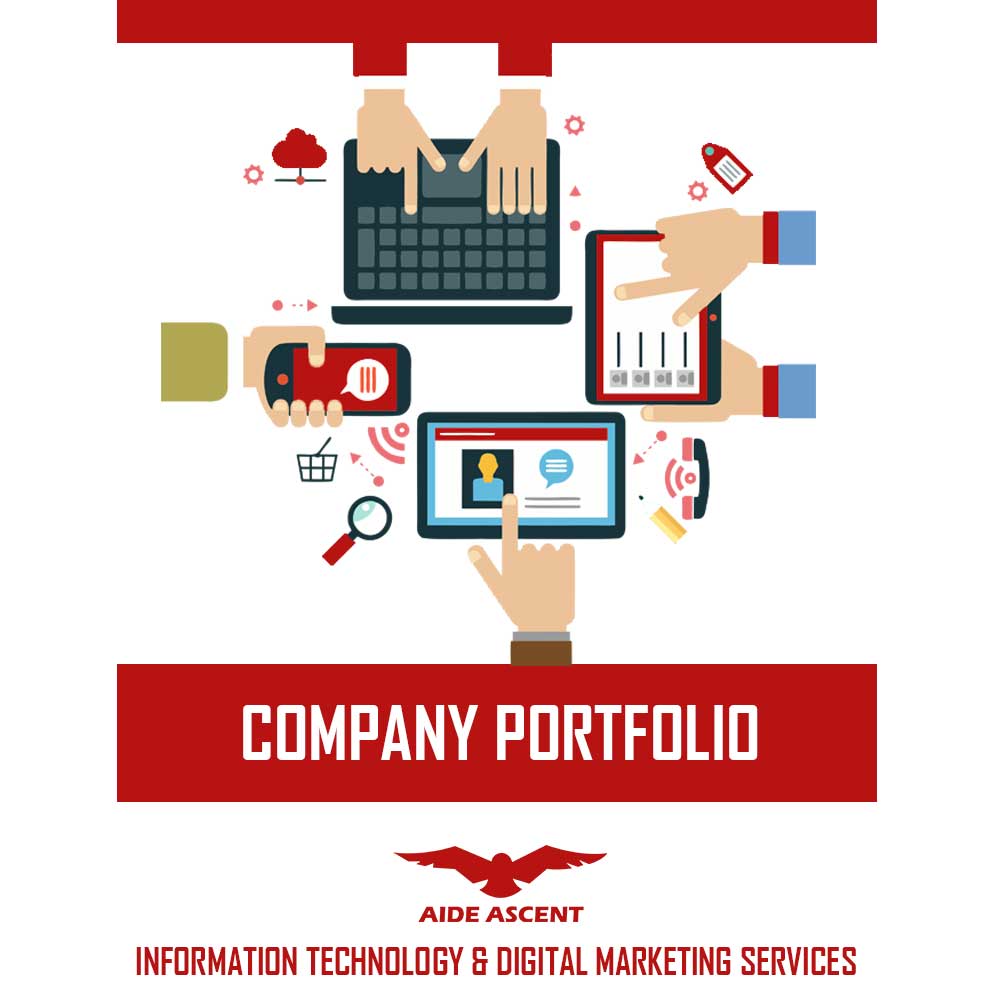 COMPANY PORTFOLIO
AIDE ASCENT
INFORMATION TECHNOLOGY & DIGITAL MARKETING SERVICES